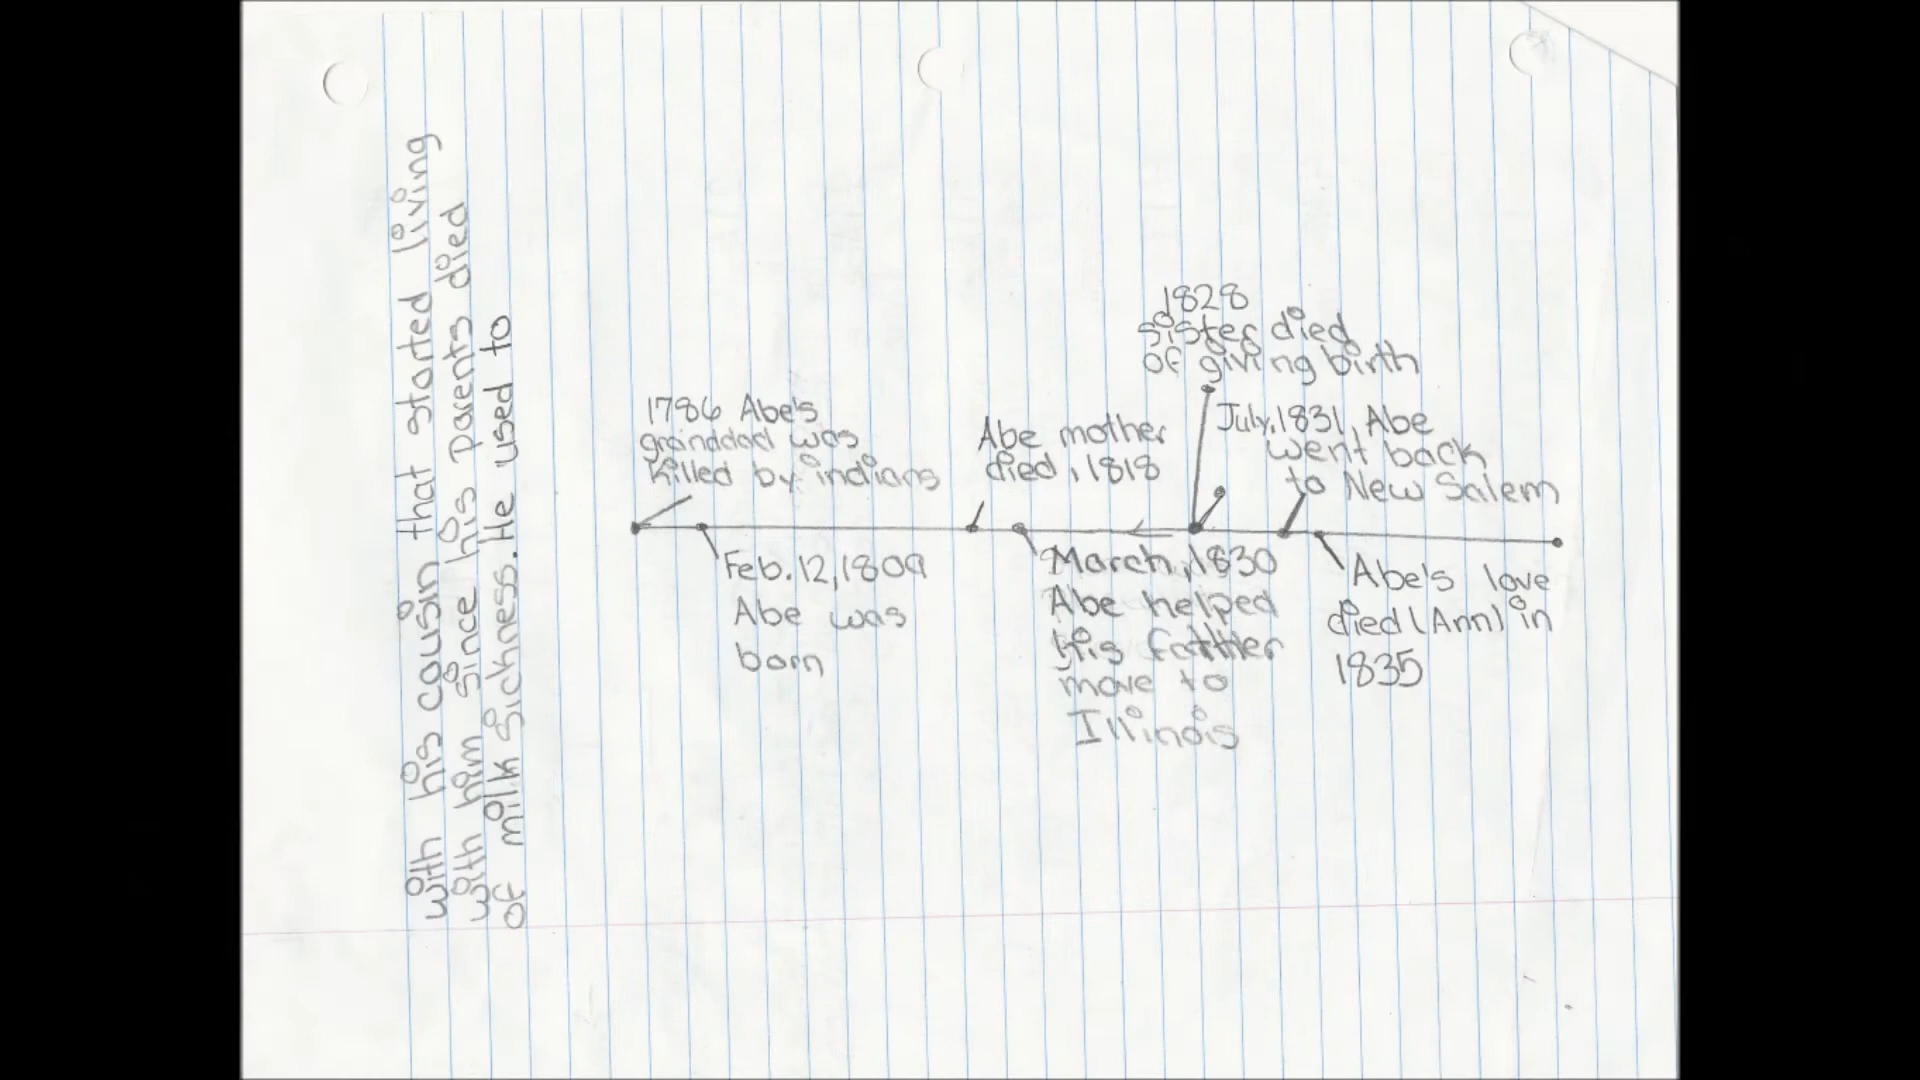 with his cousin that started living
with him since his parents died
of milk sickness. He used to
1786 Abe's
grainddad was
killed by indians
Feb. 12, 1809
Abe was
born
Abe mother
died, 1818
March, 1830
Abe helped
his father
move to
Illinois
1828
sister died
of giving birth
July, 1831, Abe
went back
to New Salem
Abe's love
died (Ann) in
1835